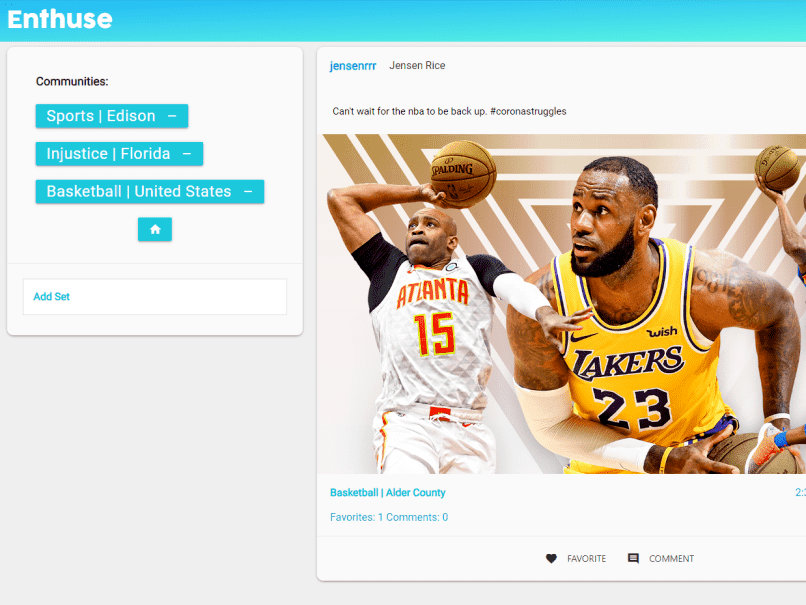 Enthuse
Communities:
Sports | Edison –
Injustice | Florida –
Basketball | United States –
Add Set
jensenrrr Jensen Rice
Can't wait for the nba to be back up. #coronastruggles
SPALDING
ATLANTA
15
wish
LAKERS
23
Basketball | Alder County
2:
Favorites: 1 Comments: 0
FAVORITE COMMENT